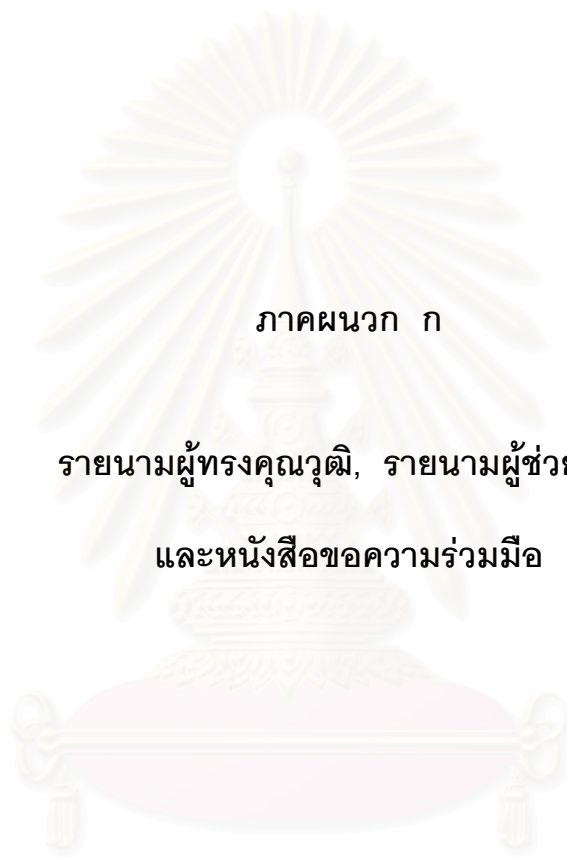 ภาคผนวก ก
รายนามผู้ทรงคุณวุฒิ, รายนามผู้ช่วย
และหนังสือขอความร่วมมือ